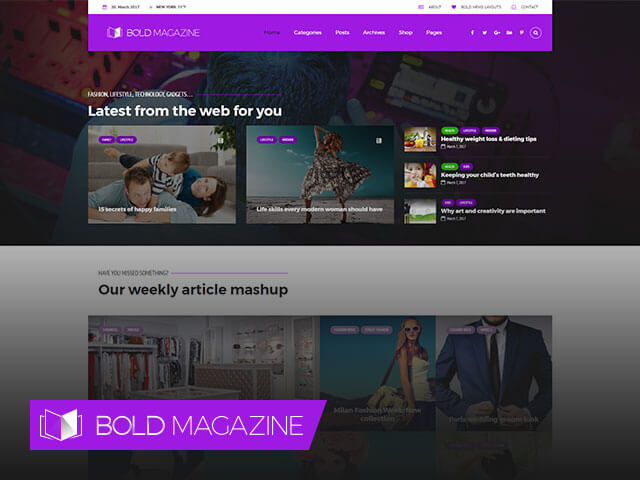 20. March, 2017 NEW YORK
ABOUT BOLD NEWS LAYOUTS CONTACT
BOLD MAGAZINE
Home Categories Posts Archives Shop Pages
FASHION, LIFESTYLE, TECHNOLOGY, GADGETS...
Latest from the web for you
FAMILY LIFESTYLE
15 secrets of happy families
LIFESTYLE WOMEN
Life skills every modern woman should have
HEALTH LIFESTYLE
Healthy weight loss & dieting tips
March 7, 2017
HEALTH KIDS
Keeping your child's teeth healthy
March 7, 2017
KIDS LIFESTYLE
Why art and creativity are important
March 7, 2017
HAVE YOU MISSED SOMETHING?
Our weekly article mashup
FASHION WEEK STREET FASHION
Milan Fashion Week: New
collection
FASHION WEEK
Paris wedding groom look
BOLD MAGAZINE